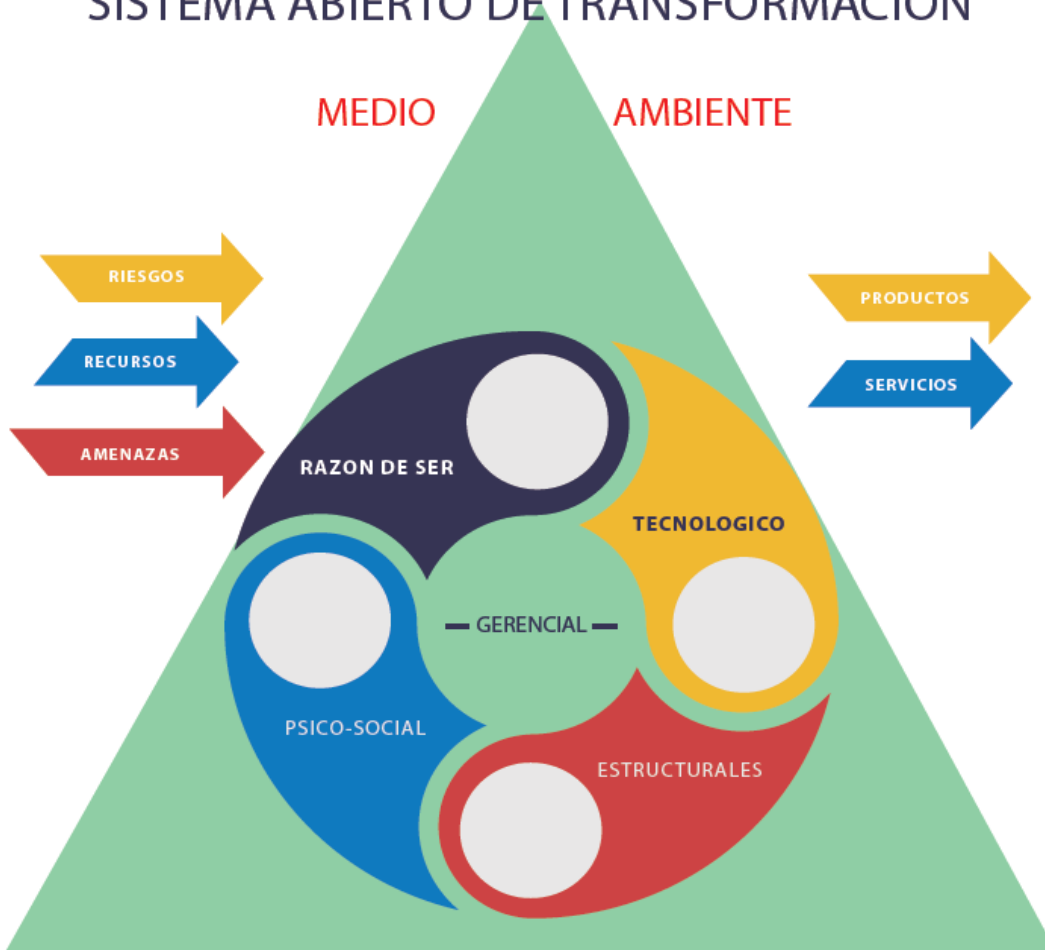 SISTEMA ABIERTO DE TRANSFORMACION
MEDIO AMBIENTE
RIESGOS
RECURSOS
AMENAZAS
PRODUCTOS
SERVICIOS
RAZON DE SER
TECNOLOGICO
GERENCIAL
PSICO-SOCIAL
ESTRUCTURALES